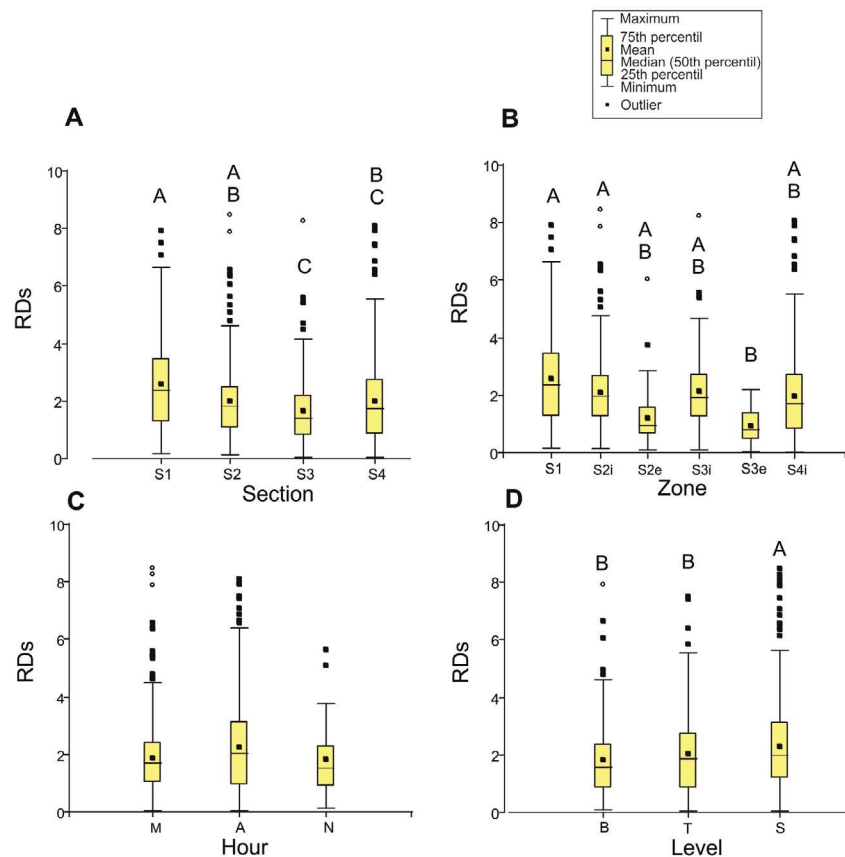 Maximum
75th percentil
Mean
Median (50th percentil)
25th percentil
Minimum
Outlier
A
10
8
6
4
2
0
RDs
A
A
B
C
B
C
S1 S2 S3 S4
Section
B
10
8
6
4
2
0
RDs
A
A
A
B
A
B
B
A
B
S1 S2i S2e S3i S3e S4i
Zone
C
10
8
6
4
2
0
RDs
M A N
Hour
D
10
8
6
4
2
0
RDs
B
B
A
B T S
Level